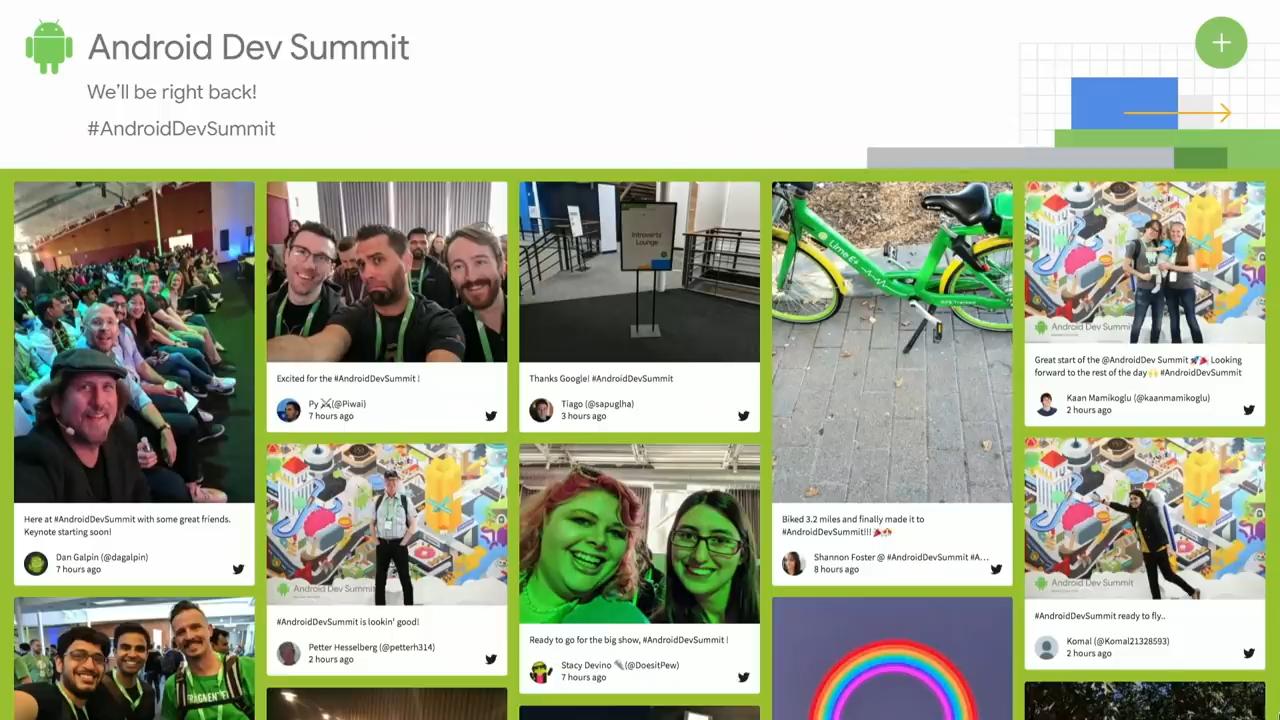 Android Dev Summit
We'll be right back!
#AndroidDevSummit
Here at #AndroidDevSummit with some great friends.
Keynote starting soon!
Dan Galpin (@dagalpin)
7 hours ago
FRAGMENTED
Excited for the #AndroidDevSummit !
Py ⚔(@Piwai)
7 hours ago
Android Dev Summit
#AndroidDevSummit is lookin' good!
Petter Hesselberg (@petterh314)
2 hours ago
Introverts'
Lounge
Thanks Google! #AndroidDevSummit
Tiago (@sapuglha)
3 hours ago
Ready to go for the big show, #AndroidDevSummit !
Stacy Devino (@DoesitPew)
7 hours ago
Lime-E
GPS Tracked
Biked 3.2 miles and finally made it to
#AndroidDevSummit!!! 🎉
Shannon Foster @ #AndroidDevSummit #A...
8 hours ago
Android Dev Summit
Great start of the @AndroidDev Summit 🚀🎉 Looking
forward to the rest of the day🙌 #AndroidDevSummit
Kaan Mamikoglu (@kaanmamikoglu)
2 hours ago
Android Dev Summit
#AndroidDevSummit ready to fly..
Komal (@Komal21328593)
2 hours ago